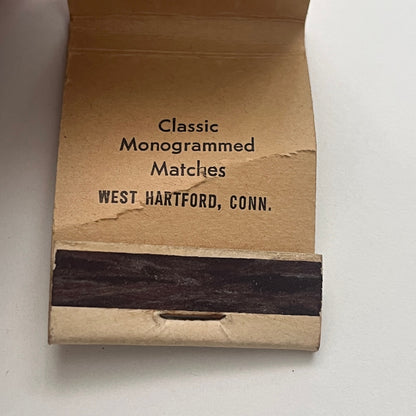 Classic
Monogrammed
Matches
WEST HARTFORD, CONN.